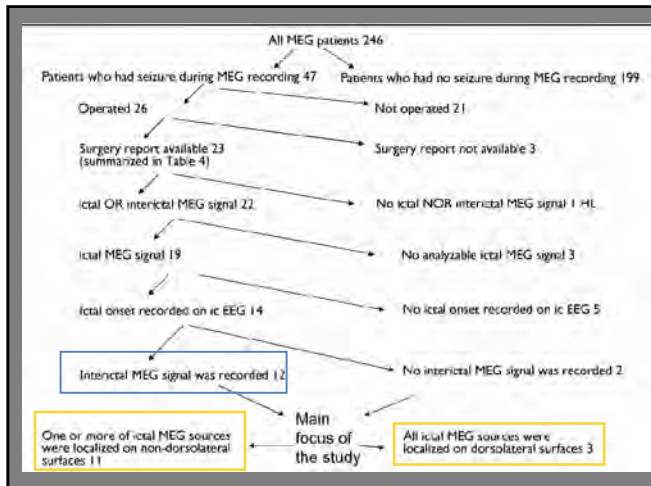 All MEG patients 246
Patients who had seizure during MEG recording 47
Patients who had no seizure during MEG recording 199
Operated 26
Not operated 21
Surgery report available 23
(summarized in Table 4)
Surgery report not available 3
Ictal OR interictal MEG signal 22
No ictal NOR interictal MEG signal 1 HL
Ictal MEG signal 19
No analyzable ictal MEG signal 3
Ictal onset recorded on ic EEG 14
No ictal onset recorded on ic EEG 5
Interictal MEG signal was recorded 12
No interictal MEG signal was recorded 2
Main
focus of
the study
One or more of ictal MEG sources
were localized on non-dorsolateral
surfaces 11
All ictal MEG sources were
localized on dorsolateral surfaces 3